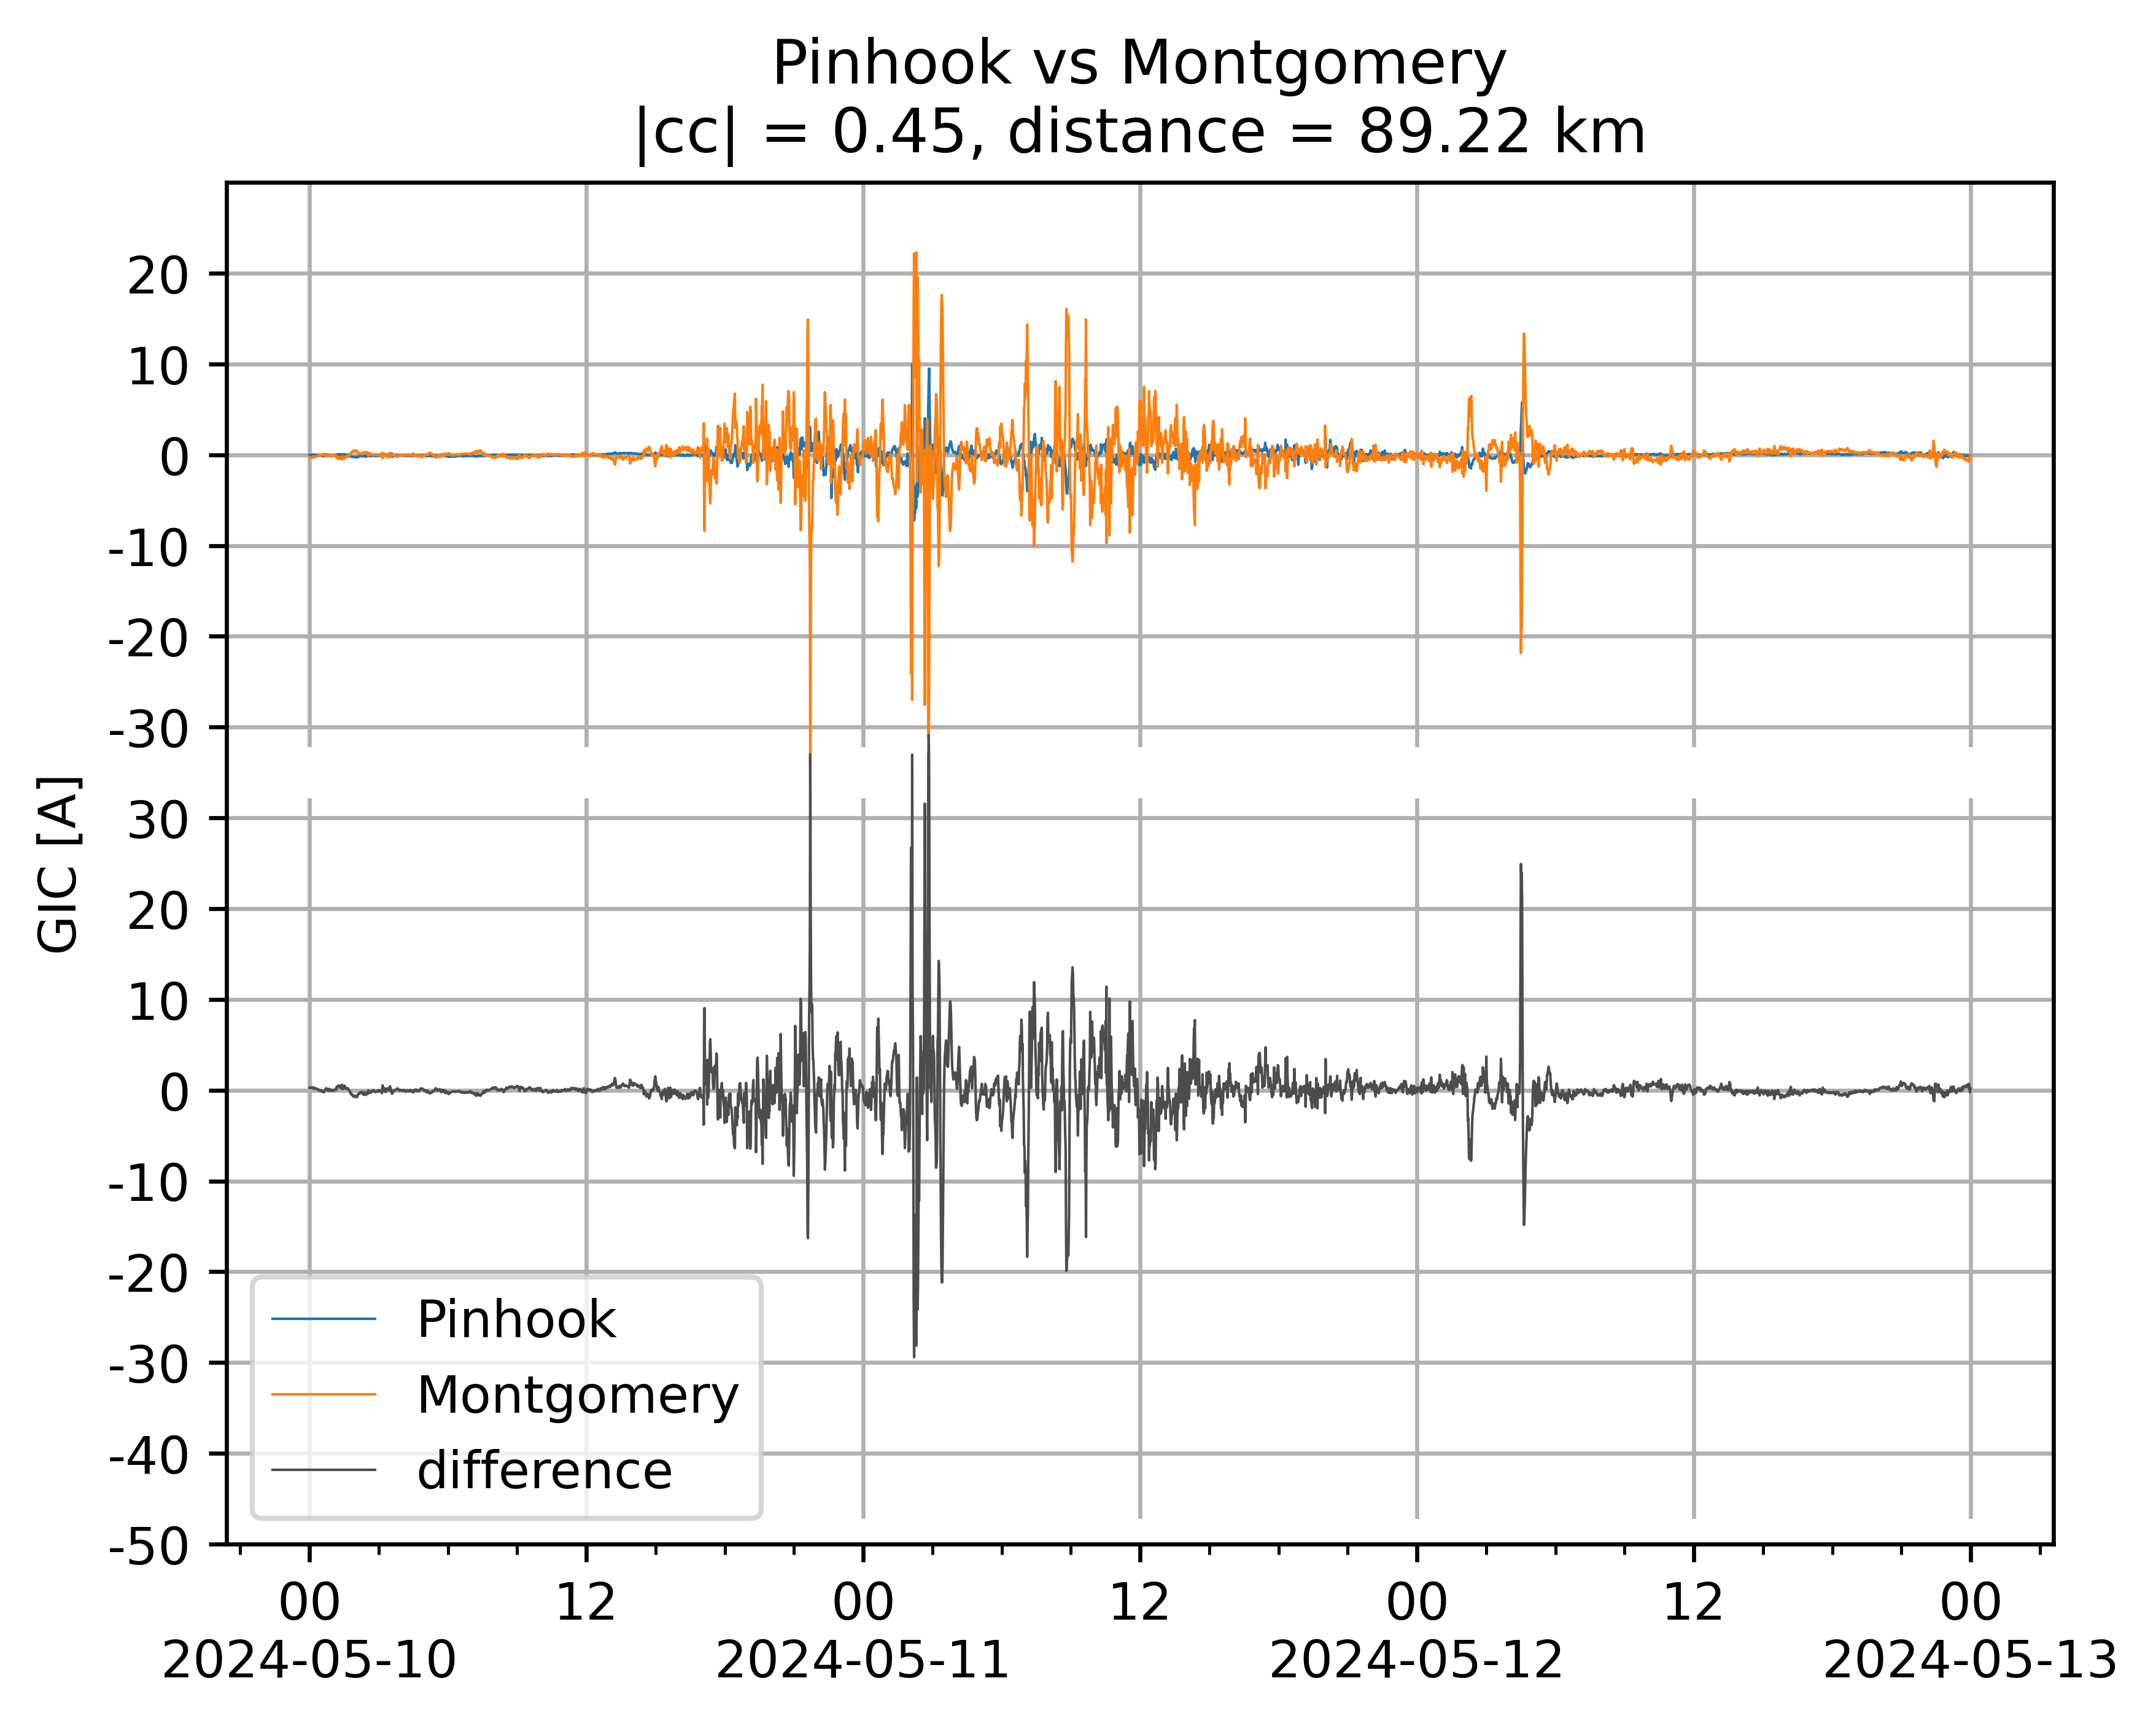 Pinhook vs Montgomery
|cc| = 0.45, distance = 89.22 km
GIC [A]
20
10
0
-10
-20
-30
30
20
10
0
-10
-20
-30
-40
-50
Pinhook
Montgomery
difference
00 12 00 12 00 12 00
2024-05-10 2024-05-11 2024-05-12 2024-05-13